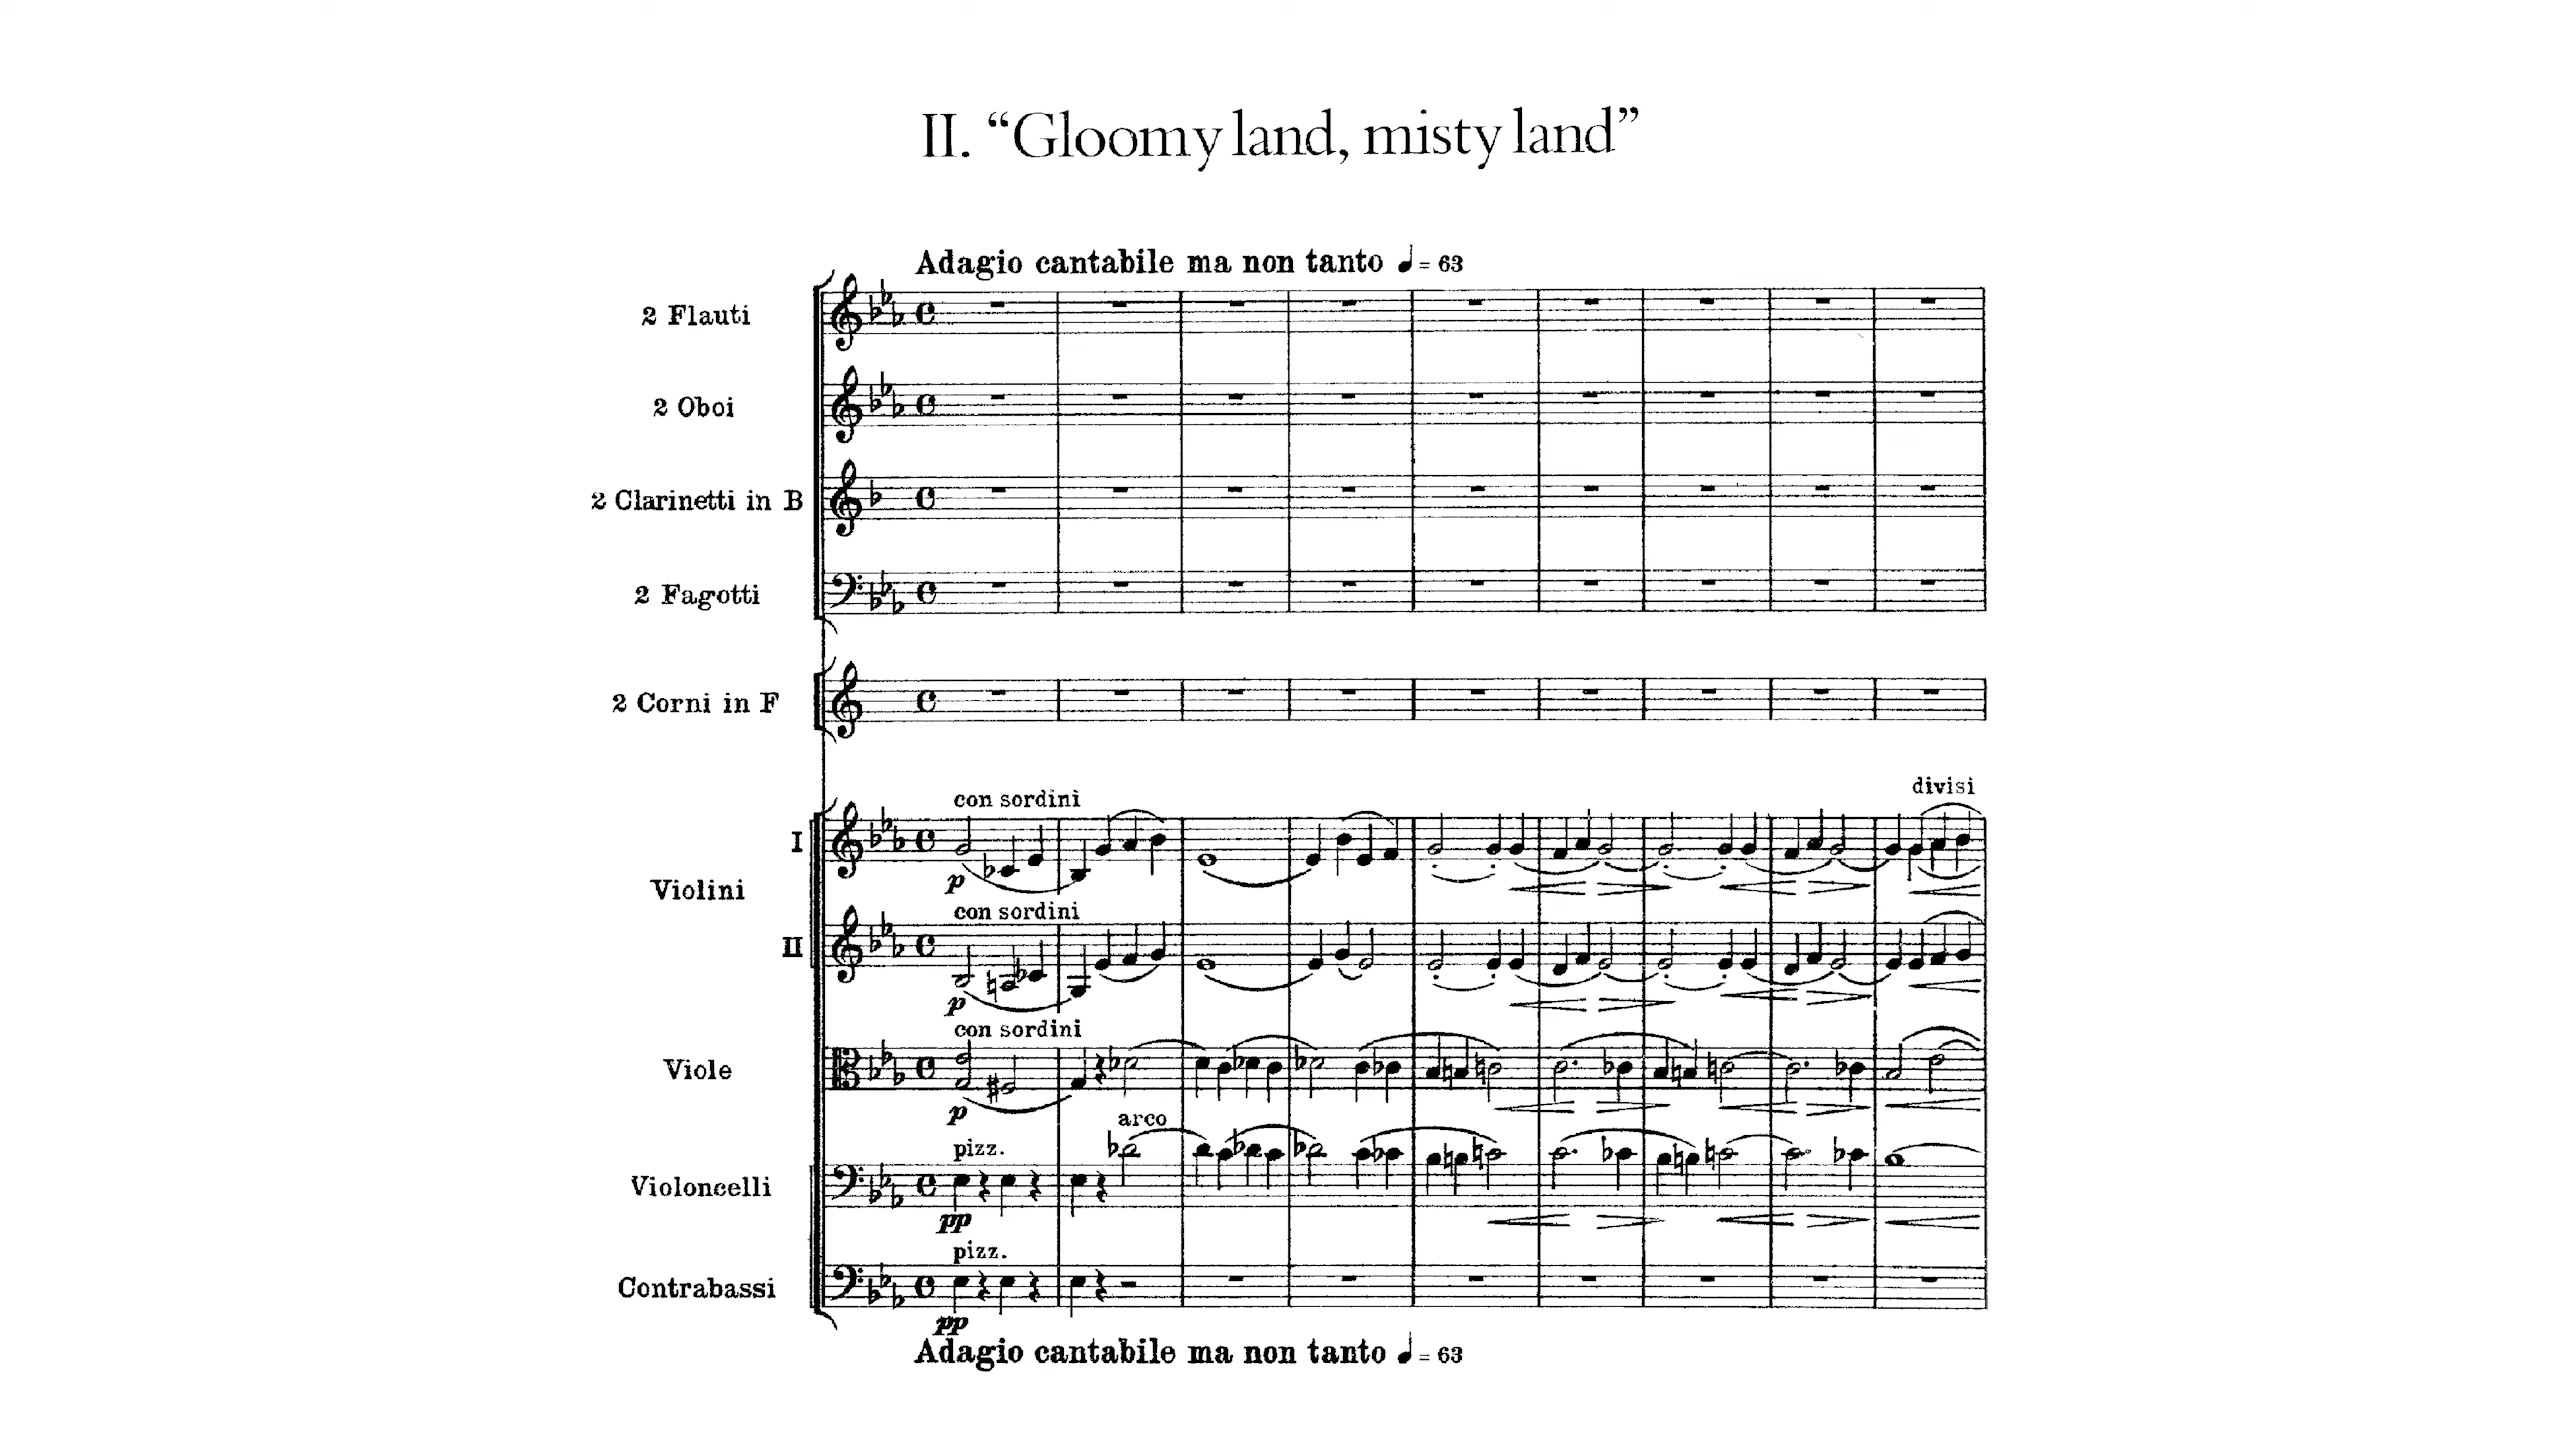 II. “Gloomy land, misty land”
Adagio cantabile ma non tanto ♩= 63
2 Flauti
2 Oboi
2 Clarinetti in B
2 Fagotti
2 Corni in F
divisi
con sordini
I
p
Violini
con sordini
II
p
con sordini
Viole
p
arco
pizz.
Violoncelli
pp
pizz.
Contrabassi
pp
Adagio cantabile ma non tanto ♩= 63